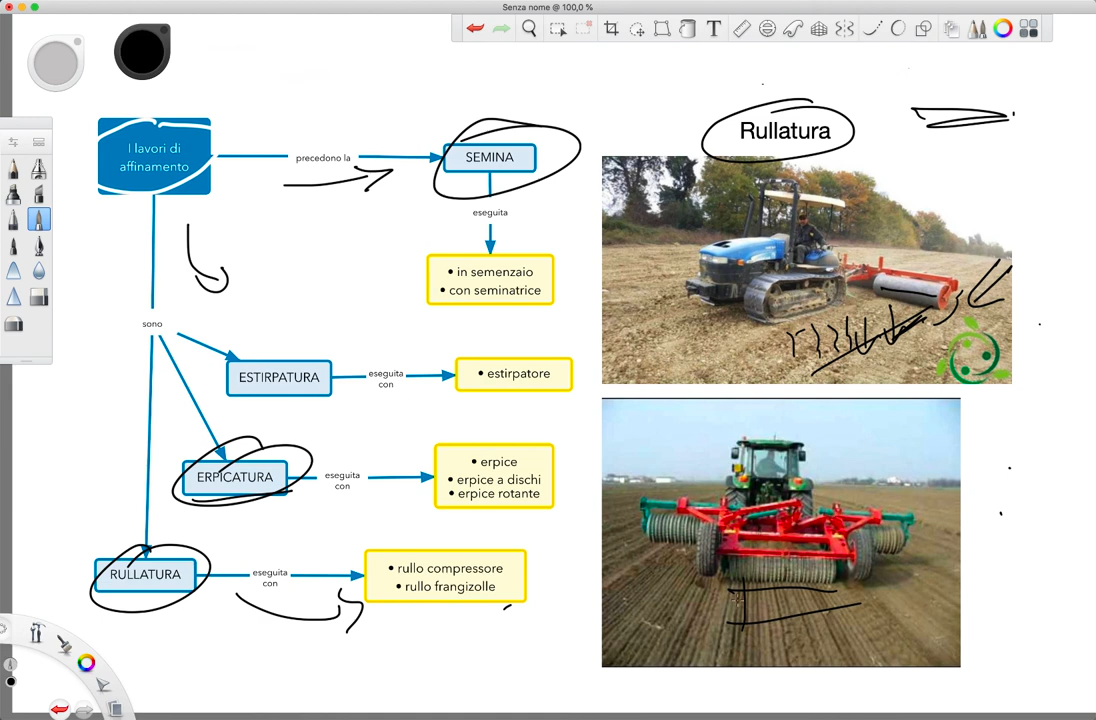 Senza nome @ 100,0 %
T
I lavori di
affinamento
precedono la
SEMINA
eseguita
• in semenzaio
• con seminatrice
sono
ESTIRPATURA
eseguita
con
• estirpatore
ERPICATURA
eseguita
con
• erpice
• erpice a dischi
• erpice rotante
RULLATURA
eseguita
con
• rullo compressore
• rullo frangizolle
Rullatura